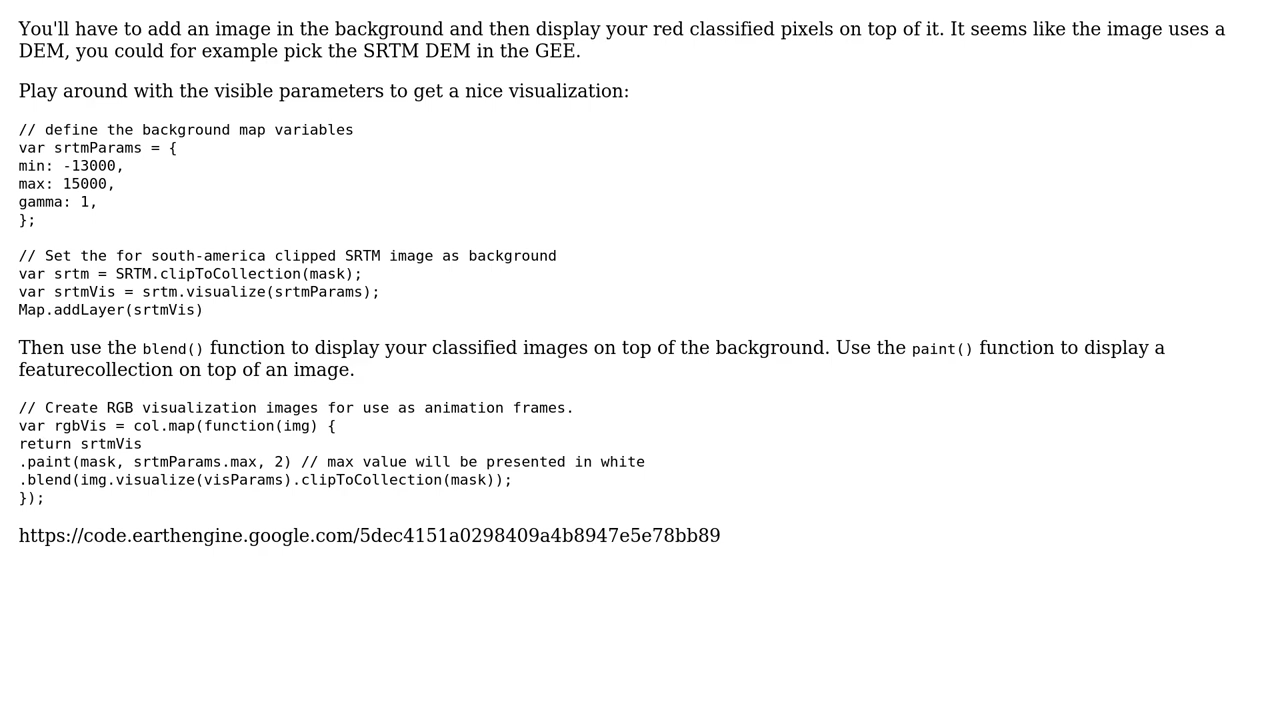 You'll have to add an image in the background and then display your red classified pixels on top of it. It seems like the image uses a
DEM, you could for example pick the SRTM DEM in the GEE.
Play around with the visible parameters to get a nice visualization:
// define the background map variables
var srtmParams = {
min: -13000,
max: 15000,
gamma: 1,
};
// Set the for south-america clipped SRTM image as background
var srtm = SRTM.clipToCollection(mask);
var srtmVis = srtm.visualize(srtmParams);
Map.addLayer(srtmVis)
Then use the blend() function to display your classified images on top of the background. Use the paint() function to display a
featurecollection on top of an image.
// Create RGB visualization images for use as animation frames.
var rgbVis = col.map(function(img) {
return srtmVis
.paint(mask, srtmParams.max, 2) // max value will be presented in white
.blend(img.visualize(visParams).clipToCollection(mask));
});
https://code.earthengine.google.com/5dec4151a0298409a4b8947e5e78bb89